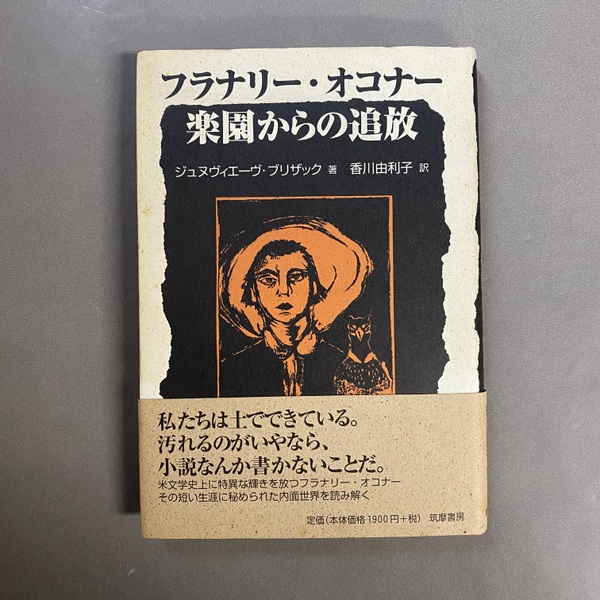 フラナリー・オコナー
楽園からの追放
ジュヌヴィエーヴ・ブリザック 著 香川由利子 訳
私たちは土でできている。
汚れるのがいやなら、
小説なんか書かないことだ。
米文学史上に特異な輝きを放つフラナリー・オコナー
その短い生涯に秘められた内面世界を読み解く
定価(本体価格1900円+税) 筑摩書房